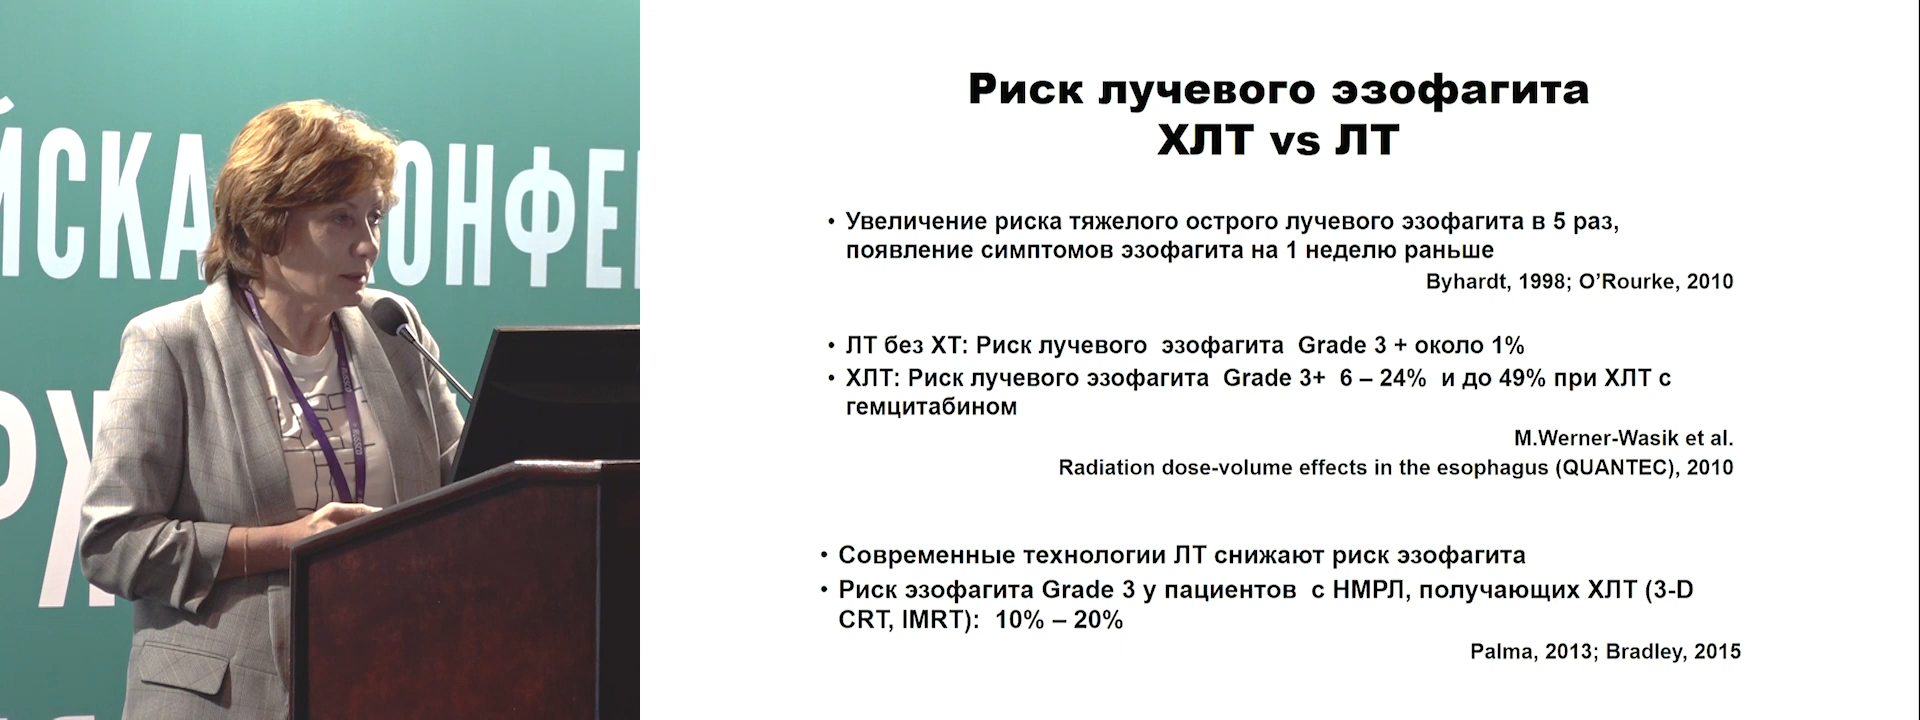 ЙСКА
ОНФЕ
РУЖ
RUSSCO
RUSSCO
Риск лучевого эзофагита
ХЛТ vs ЛТ
• Увеличение риска тяжелого острого лучевого эзофагита в 5 раз,
появление симптомов эзофагита на 1 неделю раньше
Byhardt, 1998; O’Rourke, 2010
• ЛТ без ХТ: Риск лучевого эзофагита Grade 3 + около 1%
• ХЛТ: Риск лучевого эзофагита Grade 3+ 6 – 24% и до 49% при ХЛТ с
гемцитабином
M.Werner-Wasik et al.
Radiation dose-volume effects in the esophagus (QUANTEC), 2010
• Современные технологии ЛТ снижают риск эзофагита
• Риск эзофагита Grade 3 у пациентов с НМРЛ, получающих ХЛТ (3-D
CRT, IMRT): 10% – 20%
Palma, 2013; Bradley, 2015